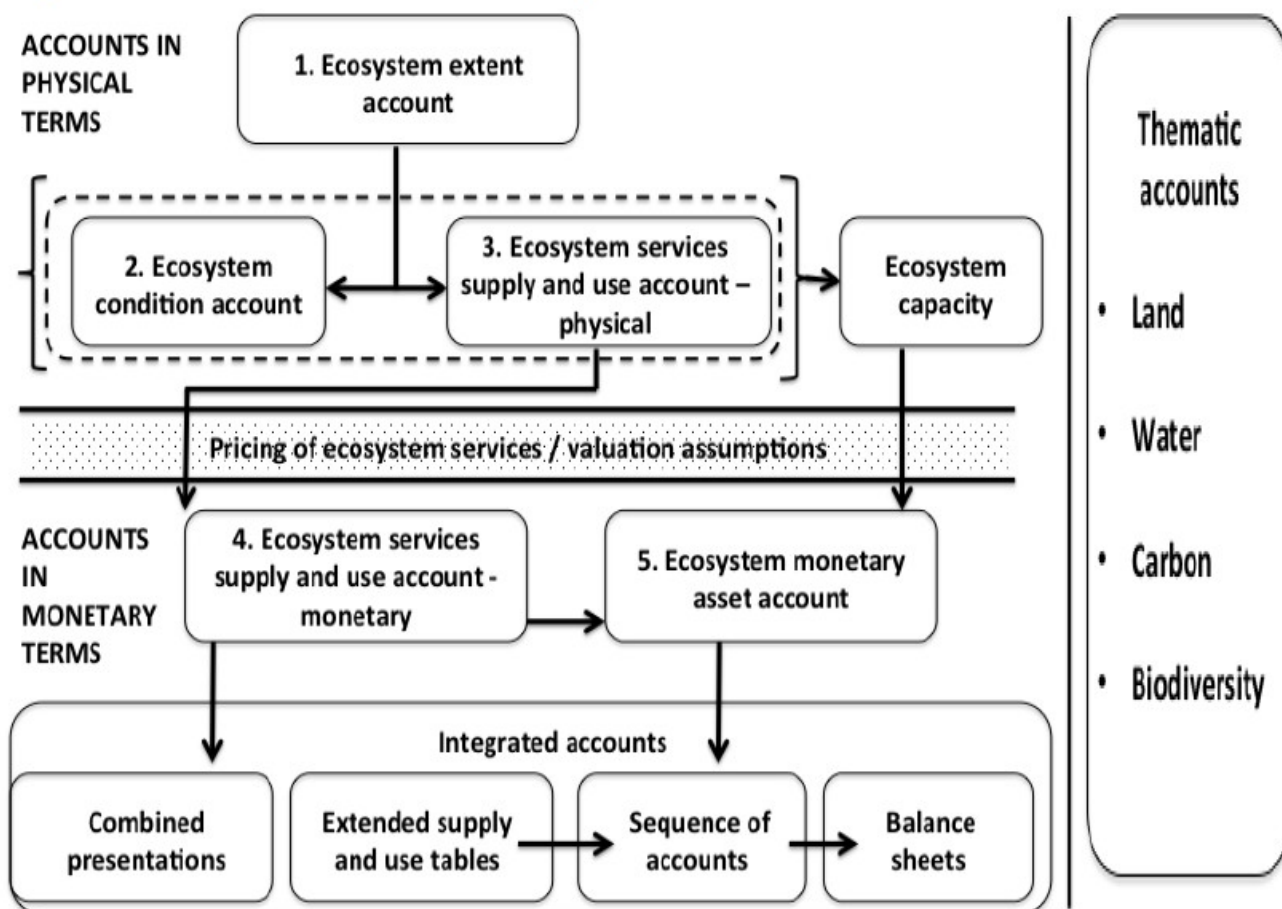 ACCOUNTS IN
PHYSICAL
TERMS
1. Ecosystem extent
account
2. Ecosystem
condition account
3. Ecosystem services
supply and use account –
physical
Ecosystem
capacity
Pricing of ecosystem services / valuation assumptions
ACCOUNTS
IN
MONETARY
TERMS
4. Ecosystem services
supply and use account -
monetary
5. Ecosystem monetary
asset account
Integrated accounts
Combined
presentations
Extended supply
and use tables
Sequence of
accounts
Balance
sheets
Thematic
accounts
• Land
• Water
• Carbon
• Biodiversity